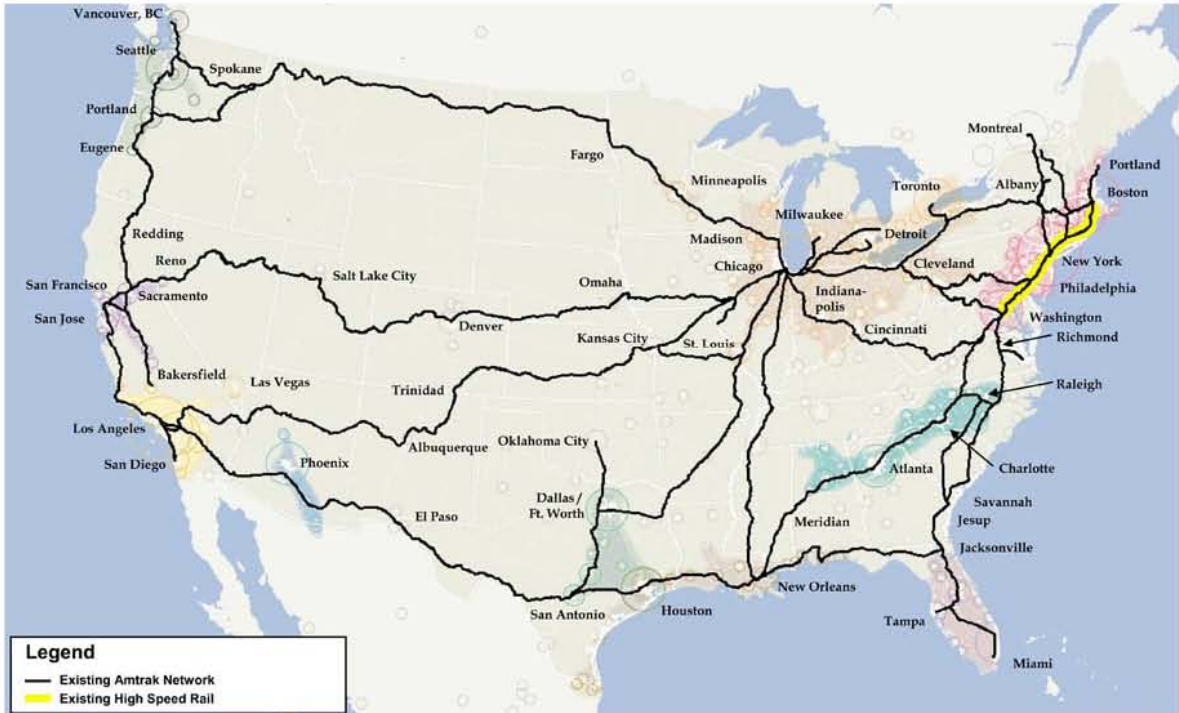 Vancouver, BC
Seattle
Spokane
Portland
Eugene
Fargo
Minneapolis
Montreal
Portland
Toronto
Albany
Boston
Milwaukee
Madison
Detroit
Redding
Reno
Chicago
Cleveland
New York
Salt Lake City
Omaha
San Francisco
Sacramento
Indiana-
polis
Philadelphia
San Jose
Denver
Kansas City
St. Louis
Cincinnati
Washington
Richmond
Bakersfield
Las Vegas
Trinidad
Raleigh
Los Angeles
Albuquerque
Oklahoma City
San Diego
Phoenix
Atlanta
Charlotte
Dallas/
Ft. Worth
El Paso
Meridian
Savannah
Jesup
Jacksonville
New Orleans
San Antonio
Houston
Tampa
Miami
Legend
Existing Amtrak Network
Existing High Speed Rail